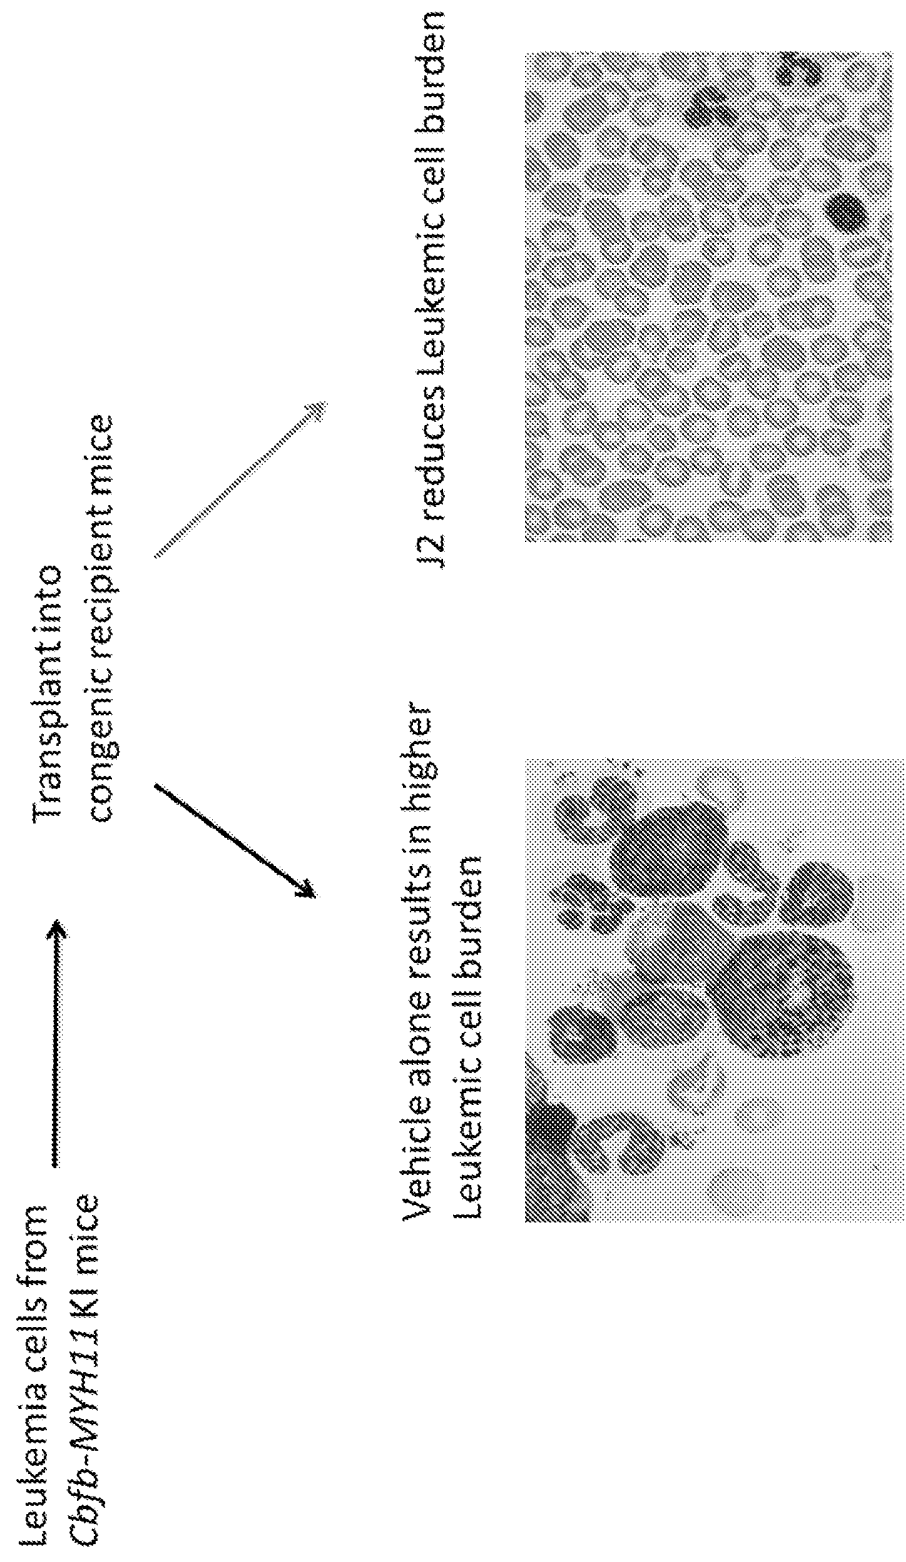 Leukemia cells from
Cbfb-MYH11 KI mice
Transplant into
congenic recipient mice
Vehicle alone results in higher
Leukemic cell burden
J2 reduces Leukemic cell burden